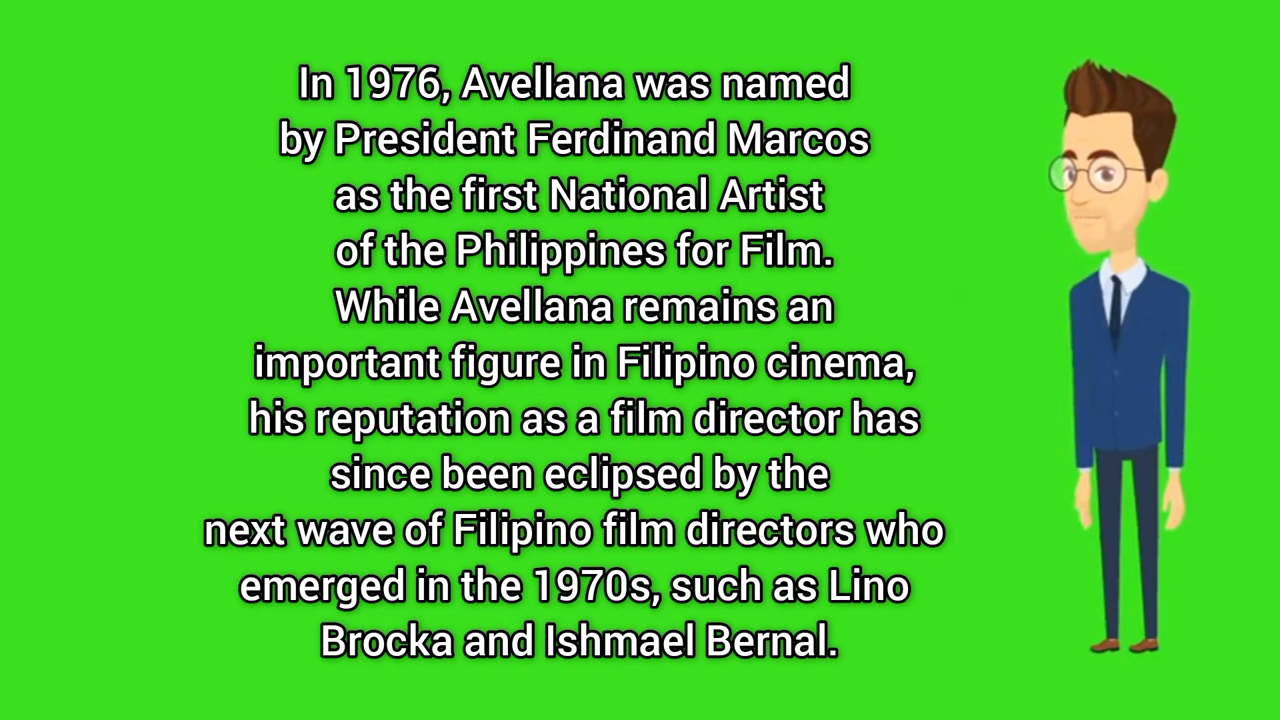 In 1976, Avellana was named
by President Ferdinand Marcos
as the first National Artist
of the Philippines for Film.
While Avellana remains an
important figure in Filipino cinema,
his reputation as a film director has
since been eclipsed by the
next wave of Filipino film directors who
emerged in the 1970s, such as Lino
Brocka and Ishmael Bernal.